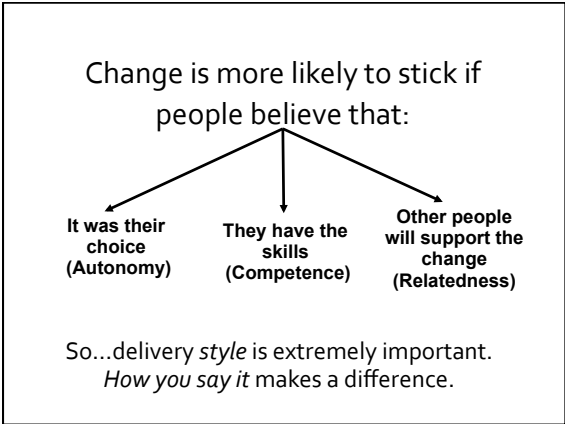 Change is more likely to stick if
people believe that:
It was their
choice
(Autonomy)
They have the
skills
(Competence)
Other people
will support the
change
(Relatedness)
So...delivery style is extremely important.
How you say it makes a difference.